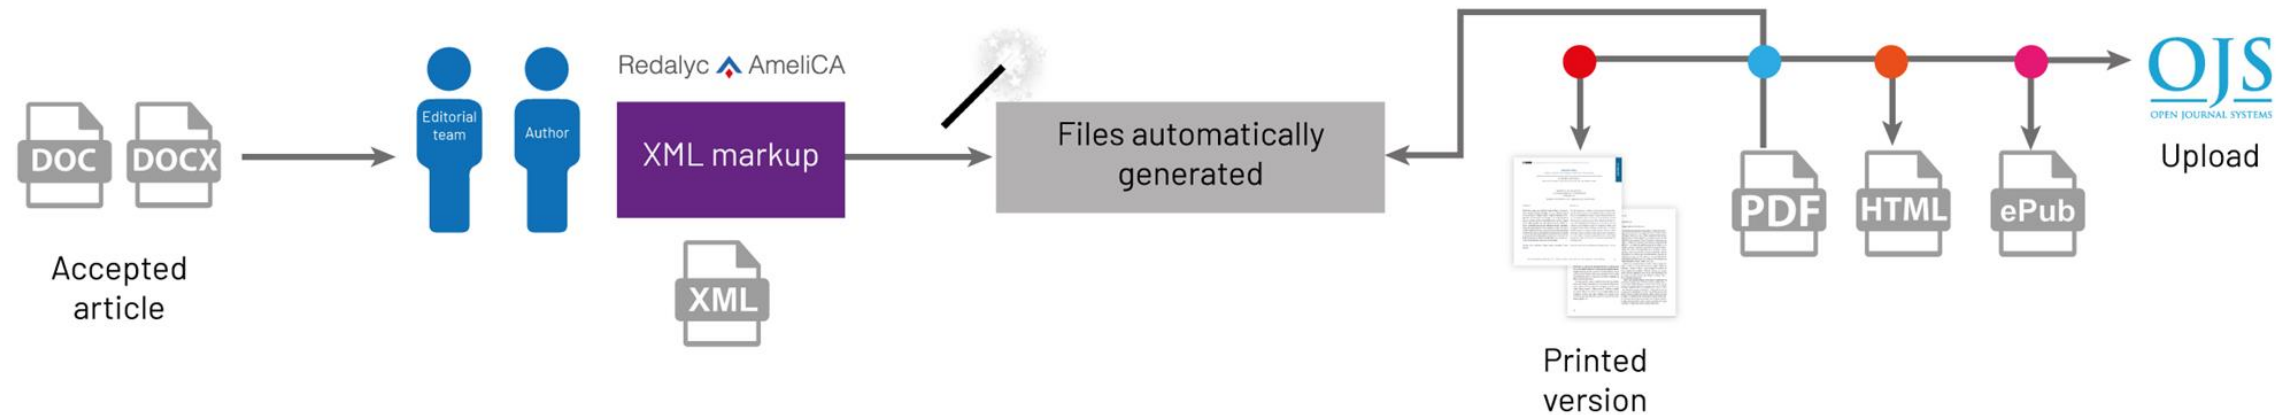 DOC
DOCX
Accepted
article
Editorial
team
Author
Redalyc AmeliCA
XML markup
XML
Files automatically
generated
Printed
version
PDF
HTML
ePub
OJS
OPEN JOURNAL SYSTEMS
Upload